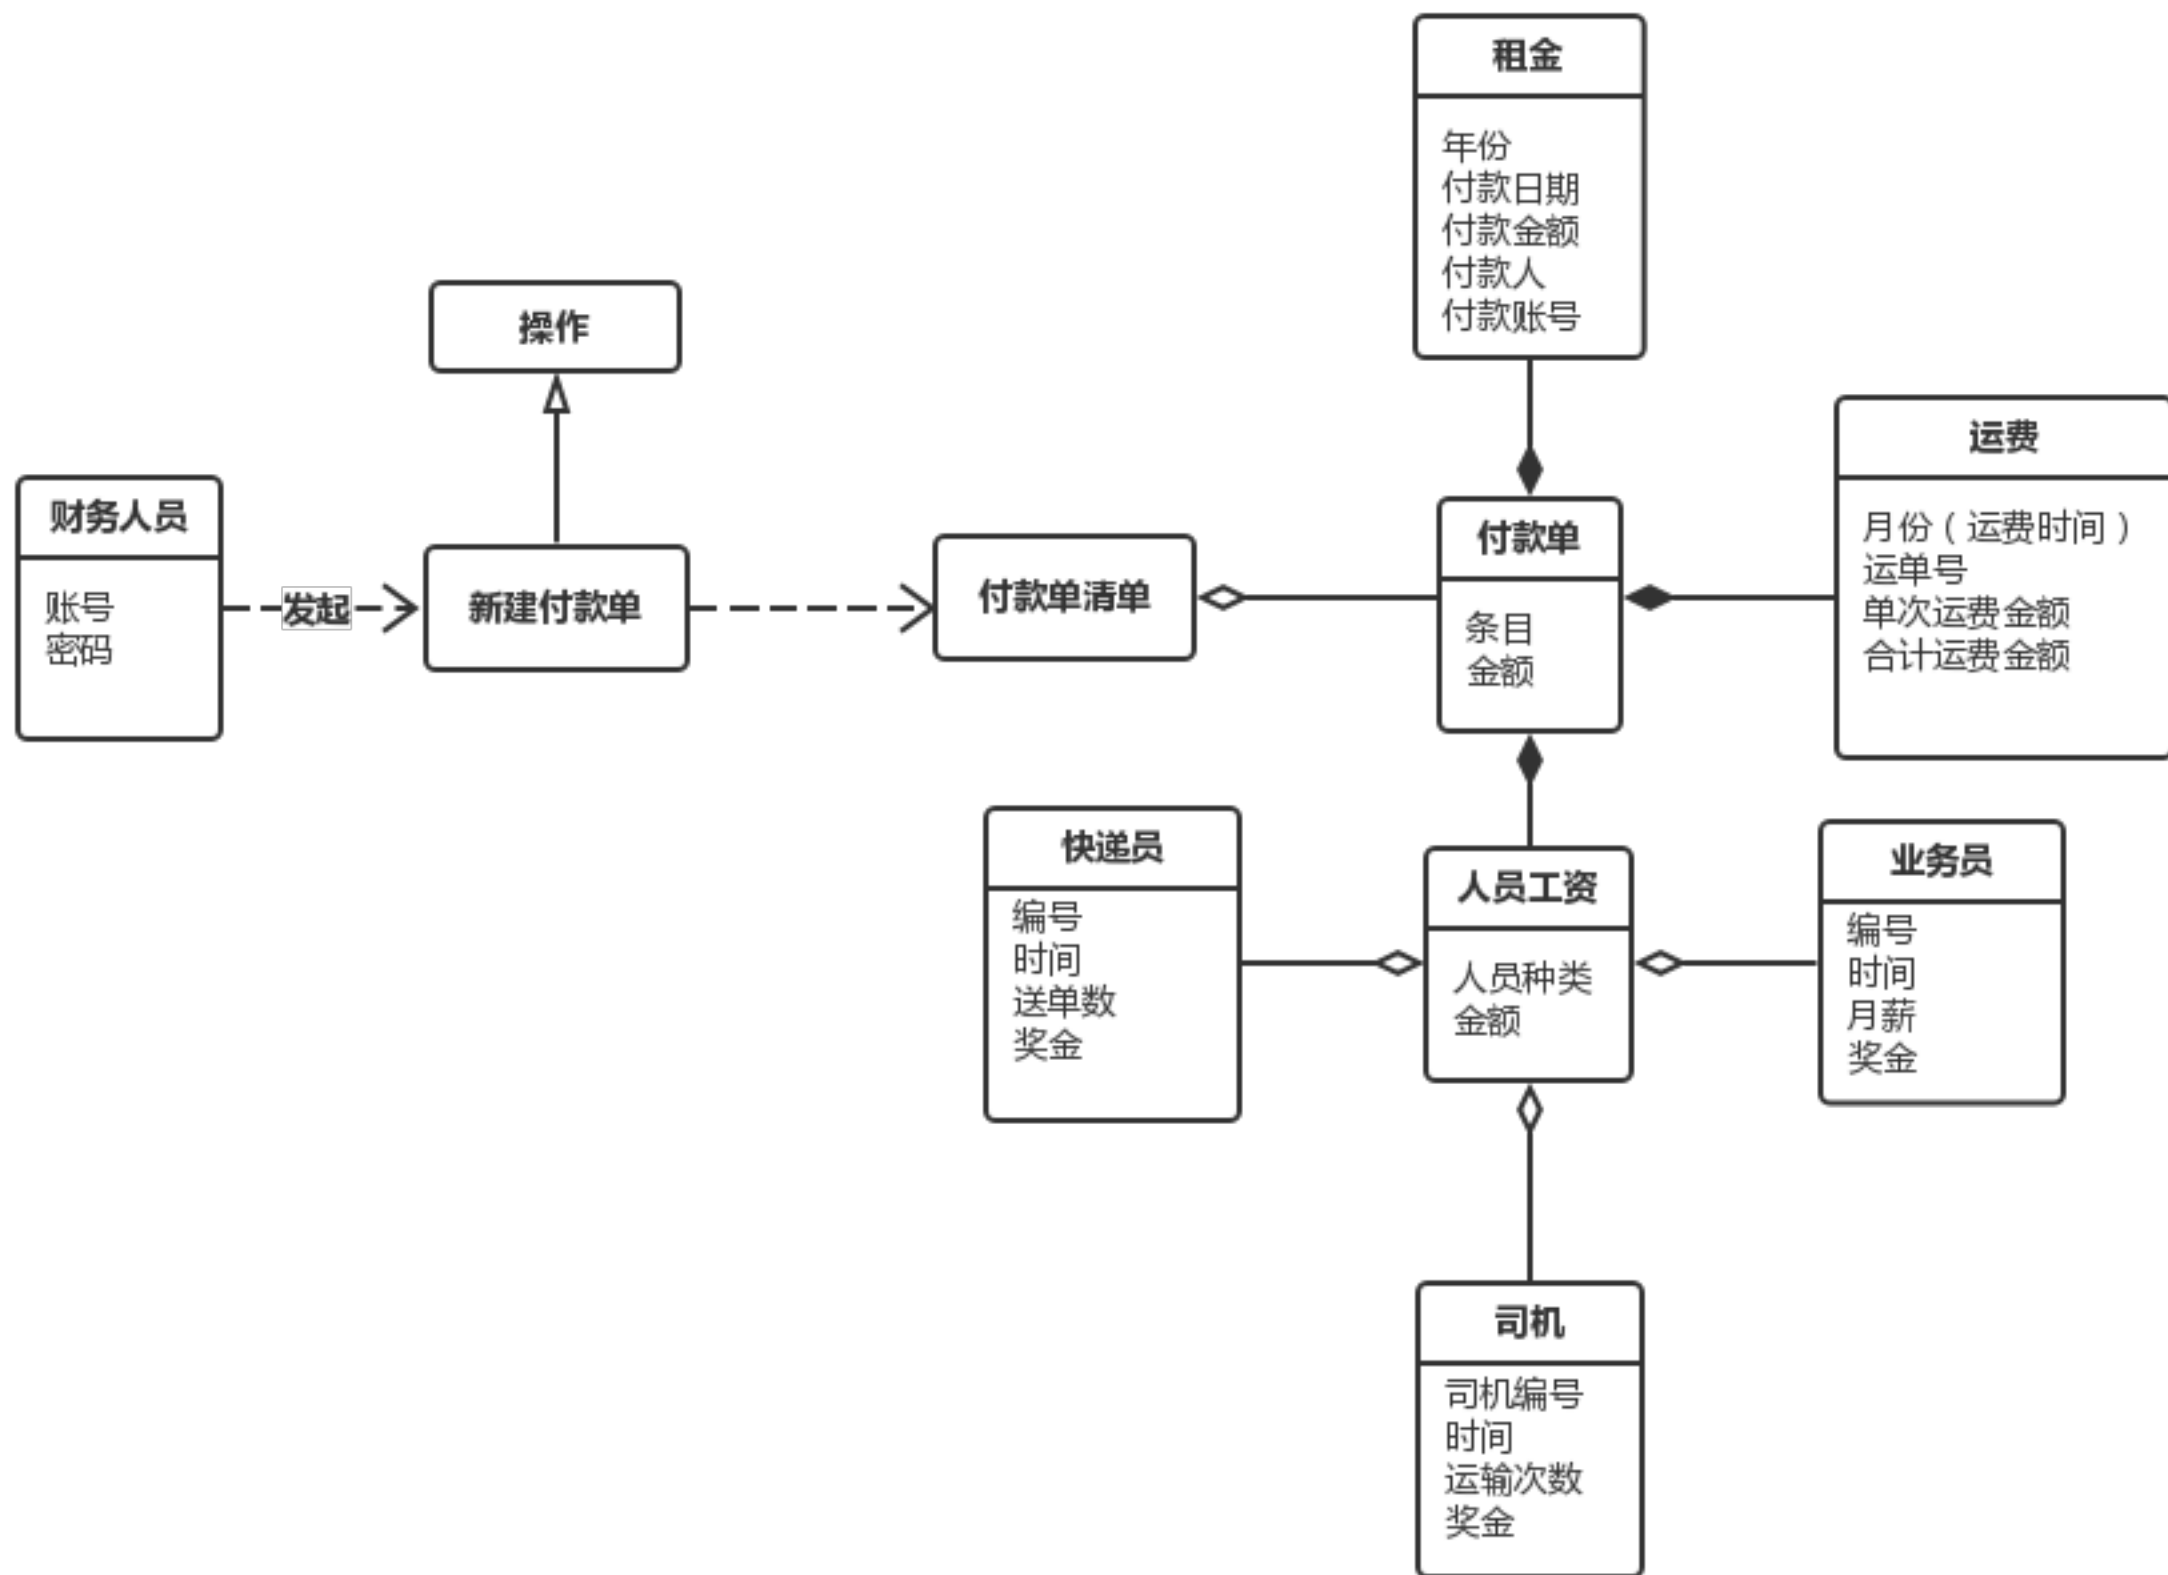 租金
年份
付款日期
付款金额
付款人
付款账号
操作
财务人员
账号
密码
发起
新建付款单
付款单清单
付款单
条目
金额
运费
月份（运费时间）
运单号
单次运费金额
合计运费金额
快递员
编号
时间
送单数
奖金
人员工资
人员种类
金额
业务员
编号
时间
月薪
奖金
司机
司机编号
时间
运输次数
奖金